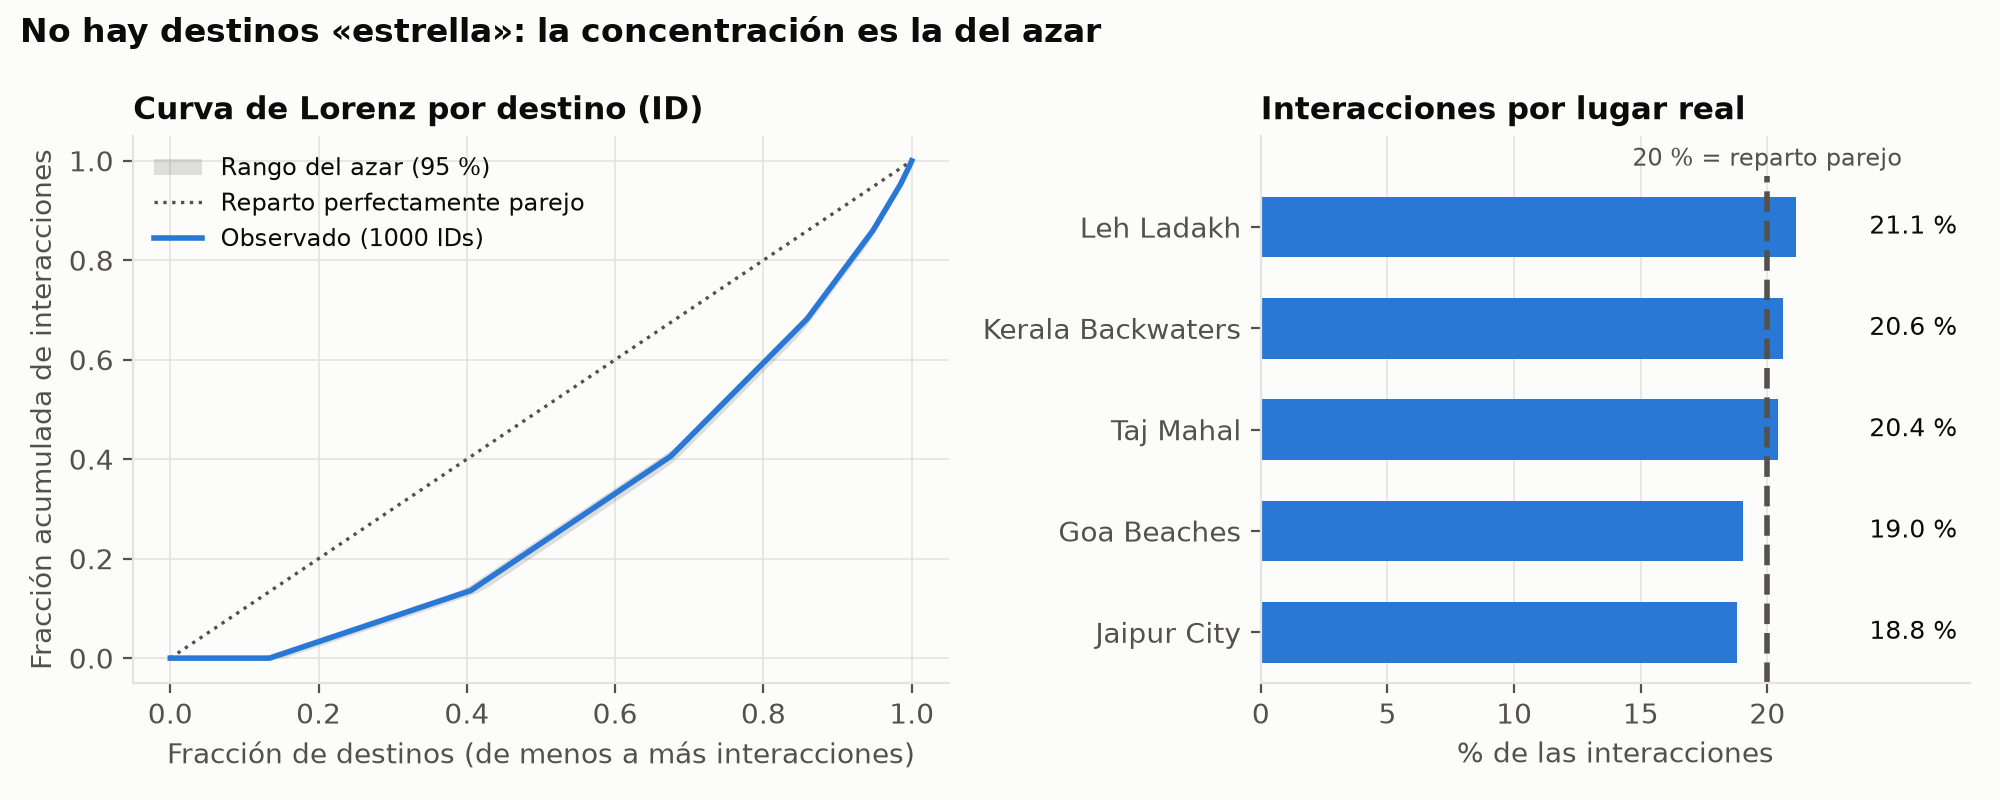 No hay destinos «estrella»: la concentración es la del azar
Curva de Lorenz por destino (ID)
Fracción acumulada de interacciones
1.0
0.8
0.6
0.4
0.2
0.0
Rango del azar (95 %)
Reparto perfectamente parejo
Observado (1000 IDs)
0.0 0.2 0.4 0.6 0.8 1.0
Fracción de destinos (de menos a más interacciones)
Interacciones por lugar real
20 % = reparto parejo
Leh Ladakh 21.1 %
Kerala Backwaters 20.6 %
Taj Mahal 20.4 %
Goa Beaches 19.0 %
Jaipur City 18.8 %
0 5 10 15 20
% de las interacciones